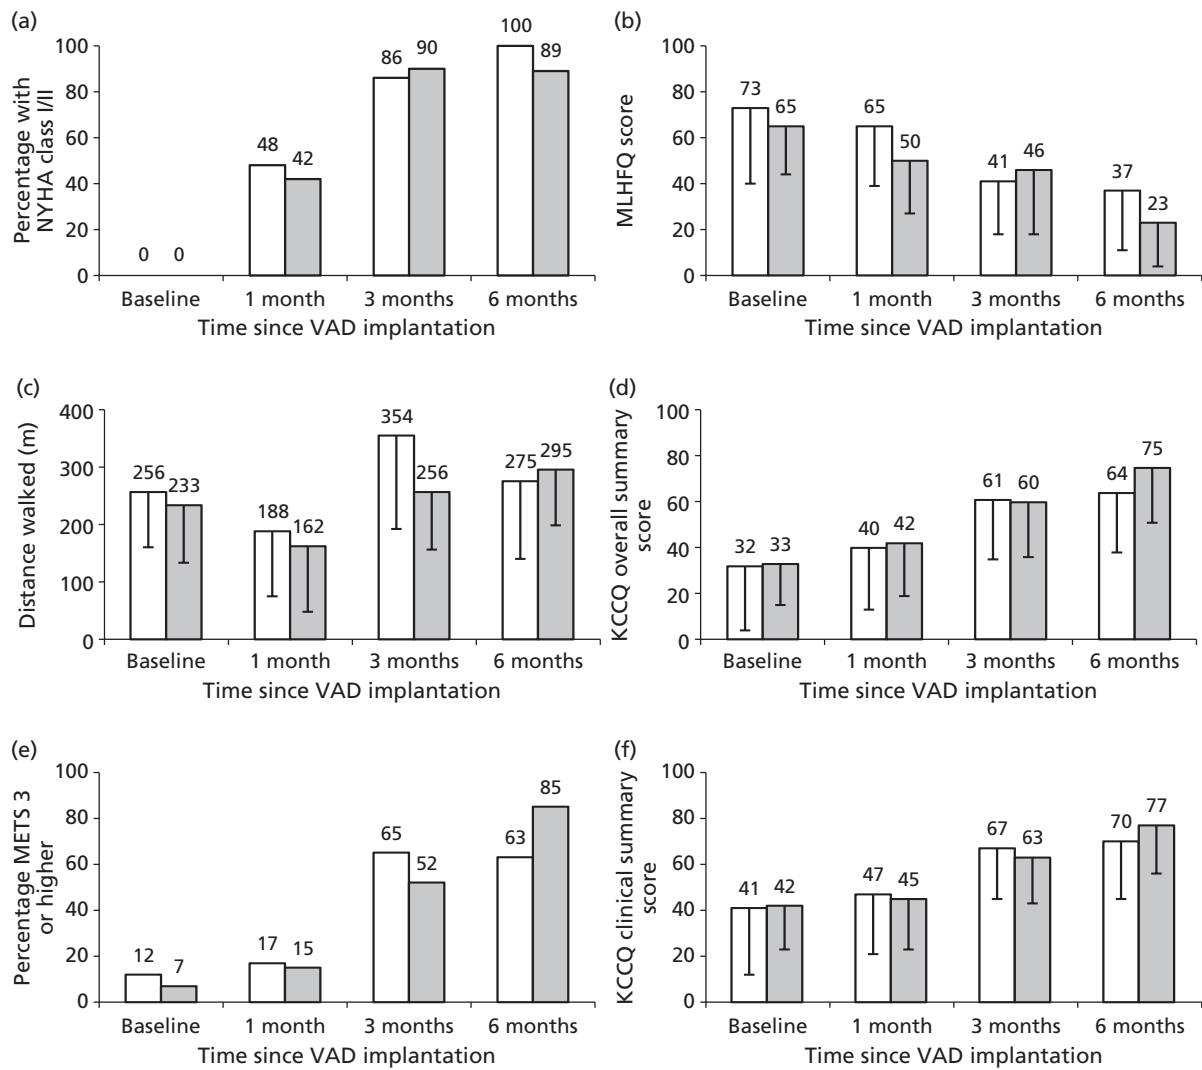 (a)
Percentage with
NYHA class I/II
100
80
60
40
20
0
0 0
48 42
86 90
100 89
Baseline 1 month 3 months 6 months
Time since VAD implantation
(b)
MLHFQ score
100
80
60
40
20
0
73 65
65 50
41 46
37 23
Baseline 1 month 3 months 6 months
Time since VAD implantation
(c)
Distance walked (m)
400
300
200
100
0
256 233
188 162
354 256
275 295
Baseline 1 month 3 months 6 months
Time since VAD implantation
(d)
KCCQ overall summary
score
100
80
60
40
20
0
32 33
40 42
61 60
64 75
Baseline 1 month 3 months 6 months
Time since VAD implantation
(e)
Percentage METS 3
or higher
100
80
60
40
20
0
12 7
17 15
65 52
63 85
Baseline 1 month 3 months 6 months
Time since VAD implantation
(f)
KCCQ clinical summary
score
100
80
60
40
20
0
41 42
47 45
67 63
70 77
Baseline 1 month 3 months 6 months
Time since VAD implantation